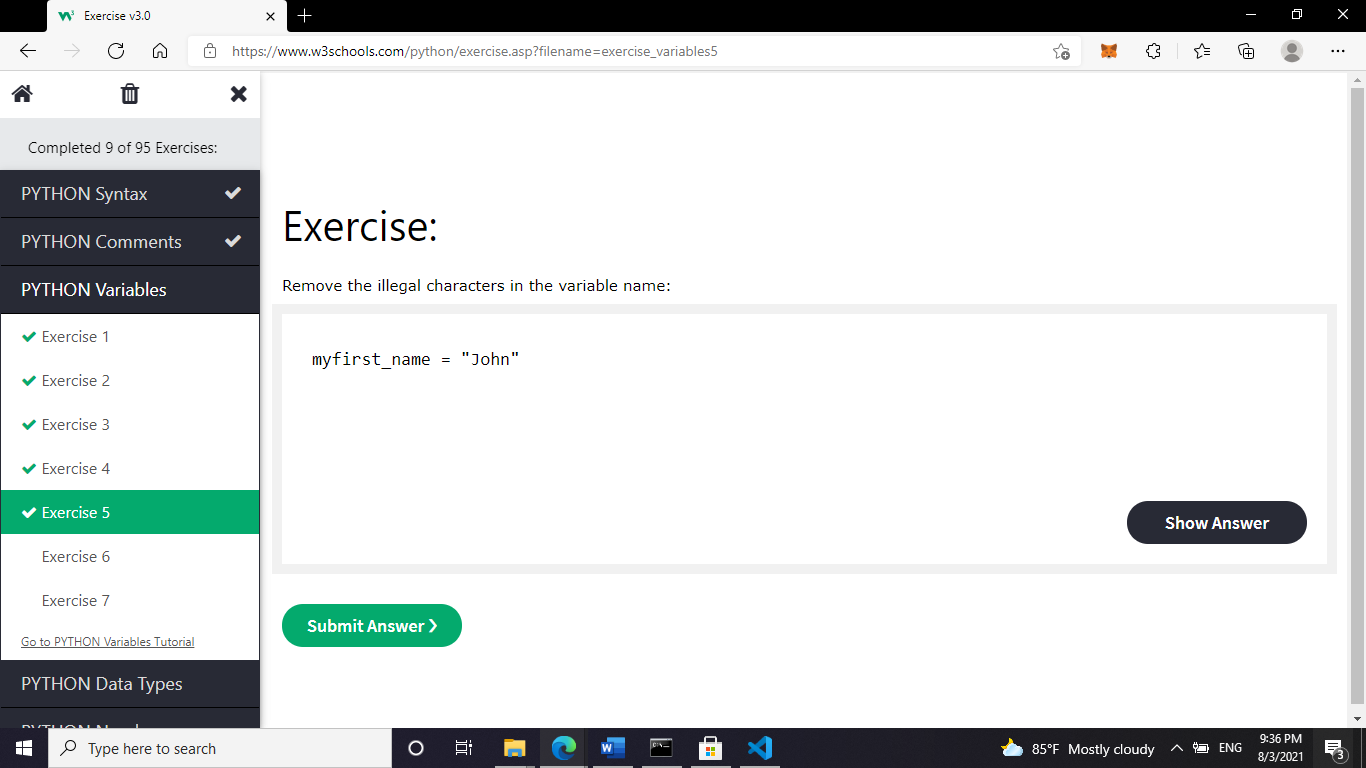 Exercise v3.0
https://www.w3schools.com/python/exercise.asp?filename=exercise_variables5
Completed 9 of 95 Exercises:
PYTHON Syntax
PYTHON Comments
PYTHON Variables
Exercise 1
Exercise 2
Exercise 3
Exercise 4
Exercise 5
Exercise 6
Exercise 7
Go to PYTHON Variables Tutorial
PYTHON Data Types
Exercise:
Remove the illegal characters in the variable name:
myfirst_name = "John"
Show Answer
Submit Answer ❯
Type here to search
85°F Mostly cloudy
ENG
9:36 PM
8/3/2021
3